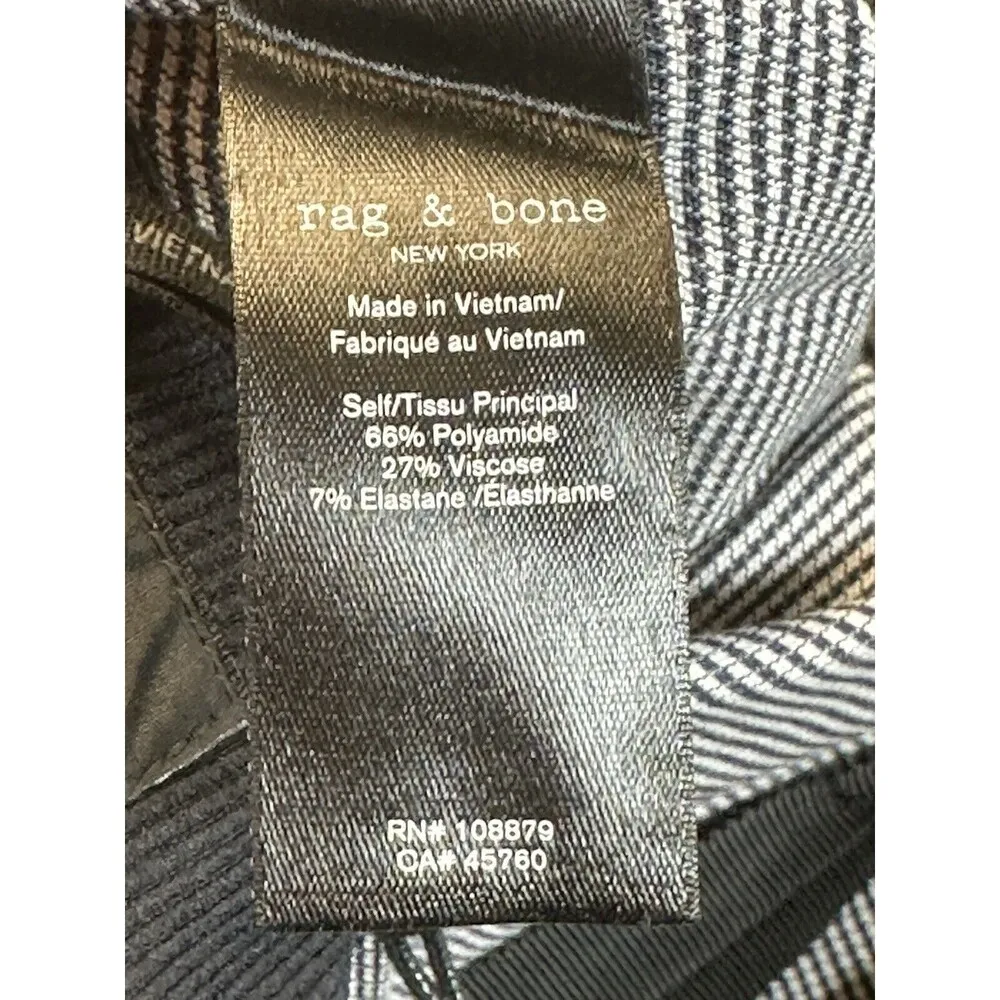 rag & bone
NEW YORK
Made in Vietnam/
Fabriqué au Vietnam
Self/Tissu Principal
66% Polyamide
27% Viscose
7% Elastane /Élasthanne
RN# 108879
CA# 45760